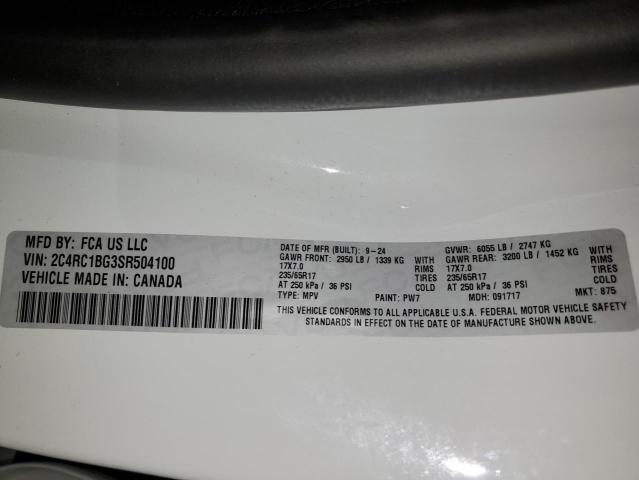 MFD BY: FCA US LLC
VIN: 2C4RC1BG3SR504100
VEHICLE MADE IN: CANADA
DATE OF MFR (BUILT): 9-24
GAWR FRONT: 2950 LB / 1339 KG WITH
17X7.0 RIMS
235/65R17 TIRES
AT 250 kPa / 36 PSI COLD
TYPE: MPV PAINT: PW7
GVWR: 6055 LB / 2747 KG
GAWR REAR: 3200 LB / 1452 KG WITH
17X7.0 RIMS
235/65R17 TIRES
AT 250 kPa / 36 PSI COLD
MDH: 091717 MKT: 875
THIS VEHICLE CONFORMS TO ALL APPLICABLE U.S.A. FEDERAL MOTOR VEHICLE SAFETY
STANDARDS IN EFFECT ON THE DATE OF MANUFACTURE SHOWN ABOVE.